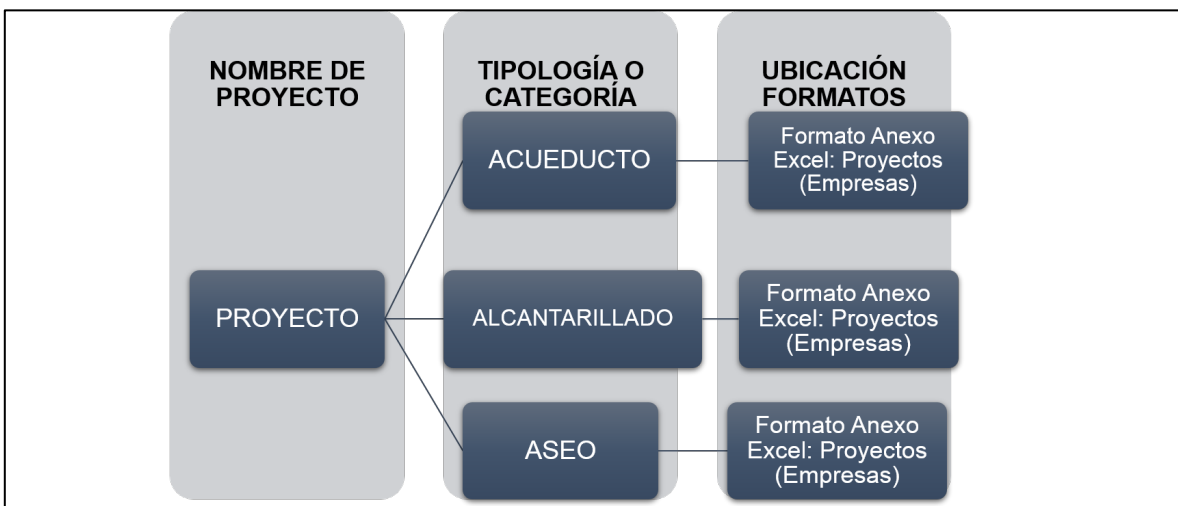 NOMBRE DE
PROYECTO
TIPOLOGÍA O
CATEGORÍA
UBICACIÓN
FORMATOS
PROYECTO
ACUEDUCTO
Formato Anexo
Excel: Proyectos
(Empresas)
ALCANTARILLADO
Formato Anexo
Excel: Proyectos
(Empresas)
ASEO
Formato Anexo
Excel: Proyectos
(Empresas)